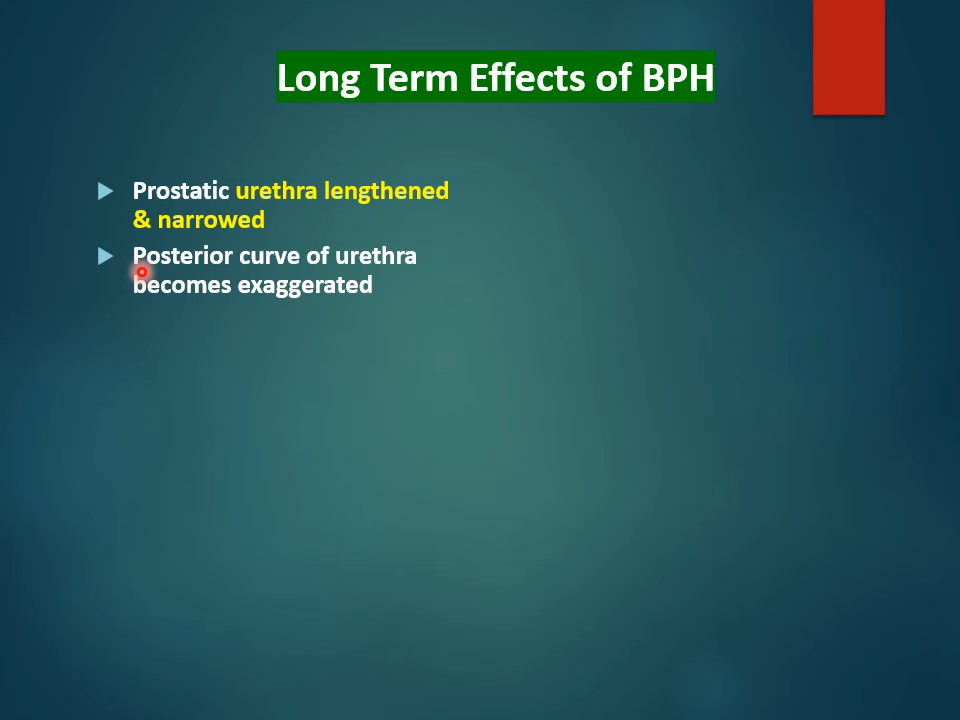 Long Term Effects of BPH
Prostatic urethra lengthened
& narrowed
Posterior curve of urethra
becomes exaggerated